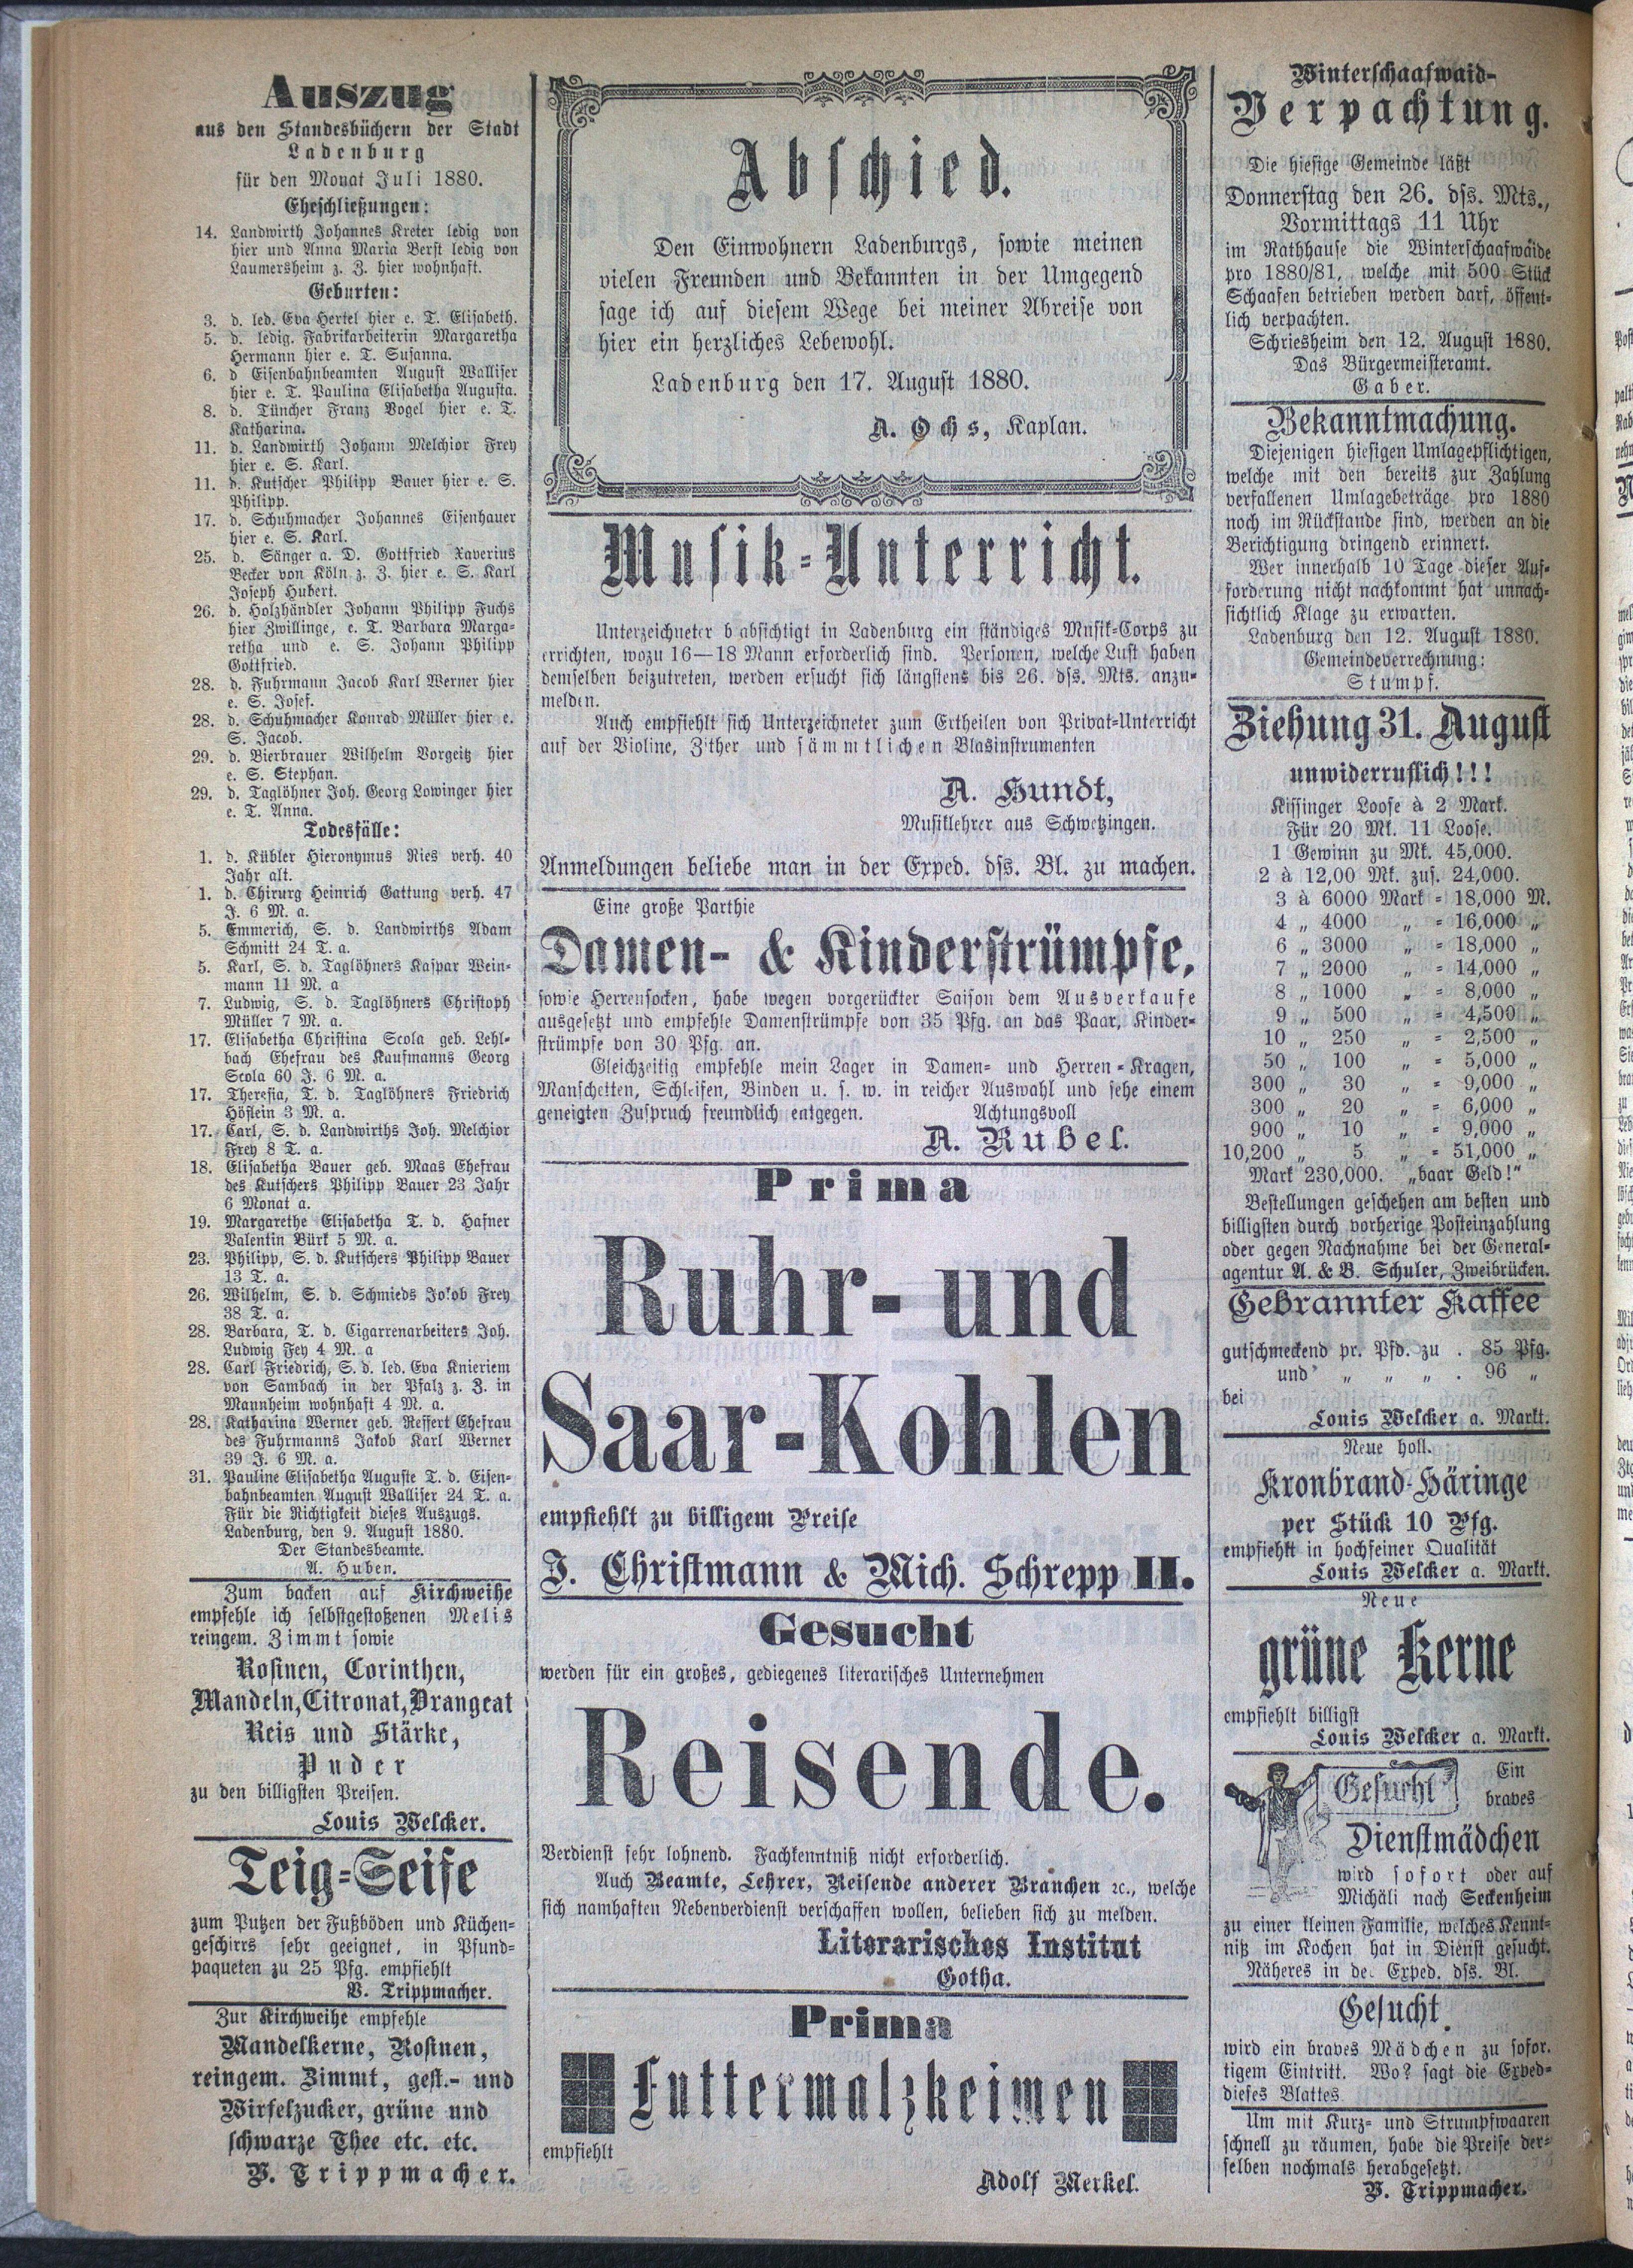 Auszug
aus den Standesbüchern der Stadt
Ladenburg
für den Monat Juli 1880.
Eheschließungen:
14. Landwirth Johannes Kreter ledig von
hier und Anna Maria Berst ledig von
Laumersheim z. Z. hier wohnhaft.
Geburten:
3. d. led. Eva Hertel hier e. T. Elisabeth.
5. d. ledig. Fabrikarbeiterin Margaretha
Hermann hier e. T. Susanna.
6. d Eisenbahnbeamten August Walliser
hier e. T. Paulina Elisabetha Augusta.
8. d. Tüncher Franz Vogel hier e. T.
Katharina.
11. d. Landwirth Johann Melchior Frey
hier e. S. Karl.
11. d. Kutscher Philipp Bauer hier e. S.
Philipp.
17. d. Schuhmacher Johannes Eisenhauer
hier e. S. Karl.
25. d. Sänger a. D. Gottfried Xaverius
Becker von Köln z. Z. hier e. S. Karl
Joseph Hubert.
26. d. Holzhändler Johann Philipp Fuchs
hier Zwillinge, e. T. Barbara Marga-
retha und e. S. Johann Philipp
Gottfried.
28. d. Fuhrmann Jacob Karl Werner hier
e. S. Josef.
28. d. Schuhmacher Konrad Müller hier e.
S. Jacob.
29. d. Bierbrauer Wilhelm Vorgeitz hier
e. S. Stephan.
29. d. Taglöhner Joh. Georg Lowinger hier
e. T. Anna.
Todesfälle:
1. d. Kübler Hieronymus Ries verh. 40
Jahr alt.
1. d. Chirurg Heinrich Gattung verh. 47
J. 6 M. a.
5. Emmerich, S. d. Landwirths Adam
Schmitt 24 T. a.
5. Karl, S. d. Taglöhners Kaspar Wein-
mann 11 M. a
7. Ludwig, S. d. Taglöhners Christoph
Müller 7 M. a.
17. Elisabetha Christina Scola geb. Lehl-
bach Ehefrau des Kaufmanns Georg
Scola 60 J. 6 M. a.
17. Theresia, T. d. Taglöhners Friedrich
Höflein 3 M. a.
17. Carl, S. d. Landwirths Joh. Melchior
Frey 8 T. a.
18. Elisabetha Bauer geb. Maas Ehefrau
des Kutschers Philipp Bauer 23 Jahr
6 Monat a.
19. Margarethe Elisabetha T. d. Hafner
Valentin Bürk 5 M. a.
23. Philipp, S. d. Kutschers Philipp Bauer
13 T. a.
26. Wilhelm, S. d. Schmieds Jakob Frey
38 T. a.
28. Barbara, T. d. Cigarrenarbeiters Joh.
Ludwig Fey 4 M. a
28. Carl Friedrich, S. d. led. Eva Knieriem
von Sambach in der Pfalz z. Z. in
Mannheim wohnhaft 4 M. a.
28. Katharina Werner geb. Reffert Ehefrau
des Fuhrmanns Jakob Karl Werner
39 J. 6 M. a.
31. Pauline Elisabetha Auguste T. d. Eisen-
bahnbeamten August Walliser 24 T. a.
Für die Richtigkeit dieses Auszugs.
Ladenburg, den 9. August 1880.
Der Standesbeamte.
A. Huben.
Zum backen auf Kirchweihe
empfehle ich selbstgestoßenen Melis
reingem. Zimmt sowie
Rosinen, Corinthen,
Mandeln, Citronat, Orangeat
Reis und Stärke,
Puder
zu den billigsten Preisen.
Louis Welcker.
Teig-Seife
zum Putzen der Fußböden und Küchen-
geschirrs sehr geeignet, in Pfund-
paqueten zu 25 Pfg. empfiehlt
V. Trippmacher.
Zur Kirchweihe empfehle
Mandelkerne, Rosinen,
reingem. Zimmt, gest.- und
Wirfelzucker, grüne und
schwarze Thee etc. etc.
V. Trippmacher.
Abschied.
Den Einwohnern Ladenburgs, sowie meinen
vielen Freunden und Bekannten in der Umgegend
sage ich auf diesem Wege bei meiner Abreise von
hier ein herzliches Lebewohl.
Ladenburg den 17. August 1880.
A. Ochs, Kaplan.
Musik-Unterricht.
Unterzeichneter b absichtigt in Ladenburg ein ständiges Musik-Corps zu
errichten, wozu 16—18 Mann erforderlich sind. Personen, welche Lust haben
demselben beizutreten, werden ersucht sich längstens bis 26. dss. Mts. anzu-
melden.
Auch empfiehlt sich Unterzeichneter zum Ertheilen von Privat-Unterricht
auf der Violine, Zither und sämmtlichen Blasinstrumenten
A. Hundt,
Musiklehrer aus Schwetzingen.
Anmeldungen beliebe man in der Exped. dss. Bl. zu machen.
Eine große Parthie
Damen- & Kinderstrümpfe,
sowie Herrensocken, habe wegen vorgerückter Saison dem Ausverkaufe
ausgesetzt und empfehle Damenstrümpfe von 35 Pfg. an das Paar, Kinder-
strümpfe von 30 Pfg. an.
Gleichzeitig empfehle mein Lager in Damen- und Herren-Kragen,
Manschetten, Schleifen, Binden u. s. w. in reicher Auswahl und sehe einem
geneigten Zuspruch freundlich entgegen. Achtungsvoll
A. Rubel.
Prima
Ruhr- und
Saar-Kohlen
empfiehlt zu billigem Preise
J. Christmann & Mich. Schrepp II.
Gesucht
werden für ein großes, gediegenes literarisches Unternehmen
Reisende.
Verdienst sehr lohnend. Fachkenntniß nicht erforderlich.
Auch Beamte, Lehrer, Reisende anderer Branchen ꝛc., welche
sich namhaften Nebenverdienst verschaffen wollen, belieben sich zu melden.
Literarisches Institut
Gotha.
Prima
Futtermalzkeimen
empfiehlt
Adolf Merkel.
Winterschaafwaid-
Verpachtung.
Die hiesige Gemeinde läßt
Donnerstag den 26. dss. Mts.,
Vormittags 11 Uhr
im Rathhause die Winterschaafwaide
pro 1880/81, welche mit 500 Stück
Schaafen betrieben werden darf, öffent-
lich verpachten.
Schriesheim den 12. August 1880.
Das Bürgermeisteramt.
Gaber.
Bekanntmachung.
Diejenigen hiesigen Umlagepflichtigen,
welche mit den bereits zur Zahlung
verfallenen Umlagebeträge pro 1880
noch im Rückstande sind, werden an die
Berichtigung dringend erinnert.
Wer innerhalb 10 Tage dieser Auf-
forderung nicht nachkommt hat unnach-
sichtlich Klage zu erwarten.
Ladenburg den 12. August 1880.
Gemeindeverrechnung:
Stumpf.
Ziehung 31. August
unwiderruflich!!!
Kissinger Loose à 2 Mark.
Für 20 Mk. 11 Loose.
1 Gewinn zu Mk. 45,000.
2 à 12,00 Mk. zus. 24,000.
3 à 6000 Mark = 18,000 M.
4 „ 4000 „ = 16,000 „
6 „ 3000 „ = 18,000 „
7 „ 2000 „ = 14,000 „
8 „ 1000 „ = 8,000 „
9 „ 500 „ = 4,500 „
10 „ 250 „ = 2,500 „
50 „ 100 „ = 5,000 „
300 „ 30 „ = 9,000 „
300 „ 20 „ = 6,000 „
900 „ 10 „ = 9,000 „
10,200 „ 5 „ = 51,000 „
Mark 230,000. „baar Geld!“
Bestellungen geschehen am besten und
billigsten durch vorherige Posteinzahlung
oder gegen Nachnahme bei der General-
agentur A. & B. Schuler, Zweibrücken.
Gebrannter Kaffee
gutschmeckend pr. Pfd. zu . 85 Pfg.
und „ „ „ . 96 „
bei
Louis Welcker a. Markt.
Neue holl.
Kronbrand-Häringe
per Stück 10 Pfg.
empfiehlt in hochfeiner Qualität
Louis Welcker a. Markt.
Neue
grüne Kerne
empfiehlt billigst
Louis Welcker a. Markt.
Gesucht
Ein
braves
Dienstmädchen
wird sofort oder auf
Michäli nach Seckenheim
zu einer kleinen Familie, welches Kennt-
niß im Kochen hat in Dienst gesucht.
Näheres in der Exped. dss. Bl.
Gesucht
wird ein braves Mädchen zu sofor.
tigem Eintritt. Wo? sagt die Exped-
dieses Blattes
Um mit Kurz- und Strumpfwaaren
schnell zu räumen, habe die Preise der-
selben nochmals herabgesetzt.
V. Trippmacher.